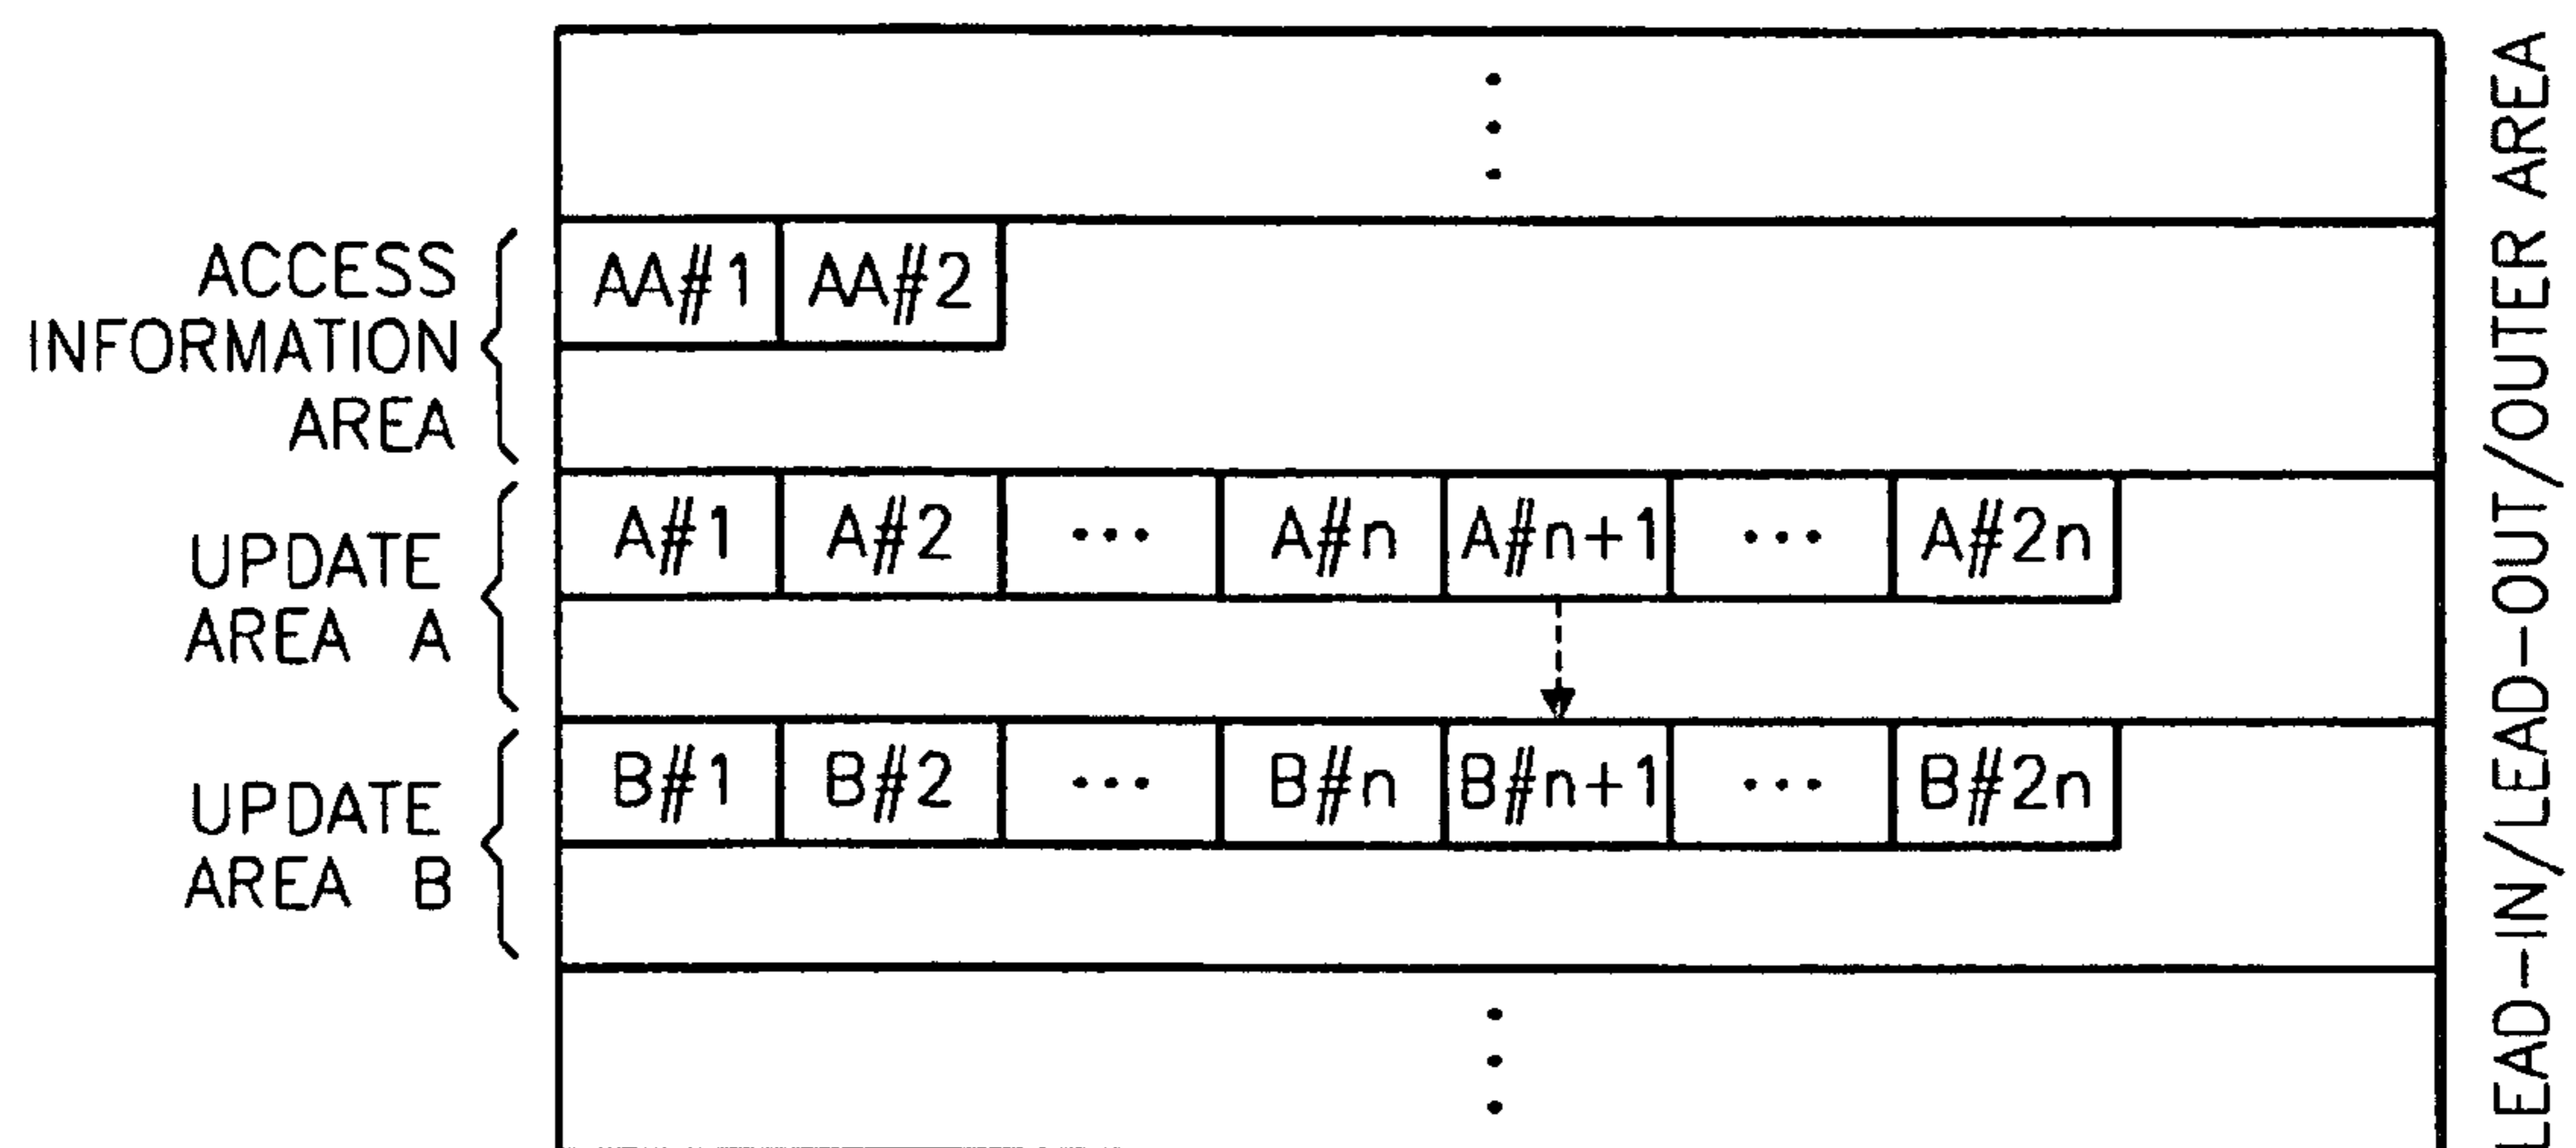 ACCESS
INFORMATION
AREA
AA#1 AA#2
UPDATE
AREA A
A#1 A#2 ... A#n A#n+1 ... A#2n
UPDATE
AREA B
B#1 B#2 ... B#n B#n+1 ... B#2n
LEAD-IN/LEAD-OUT/OUTER AREA